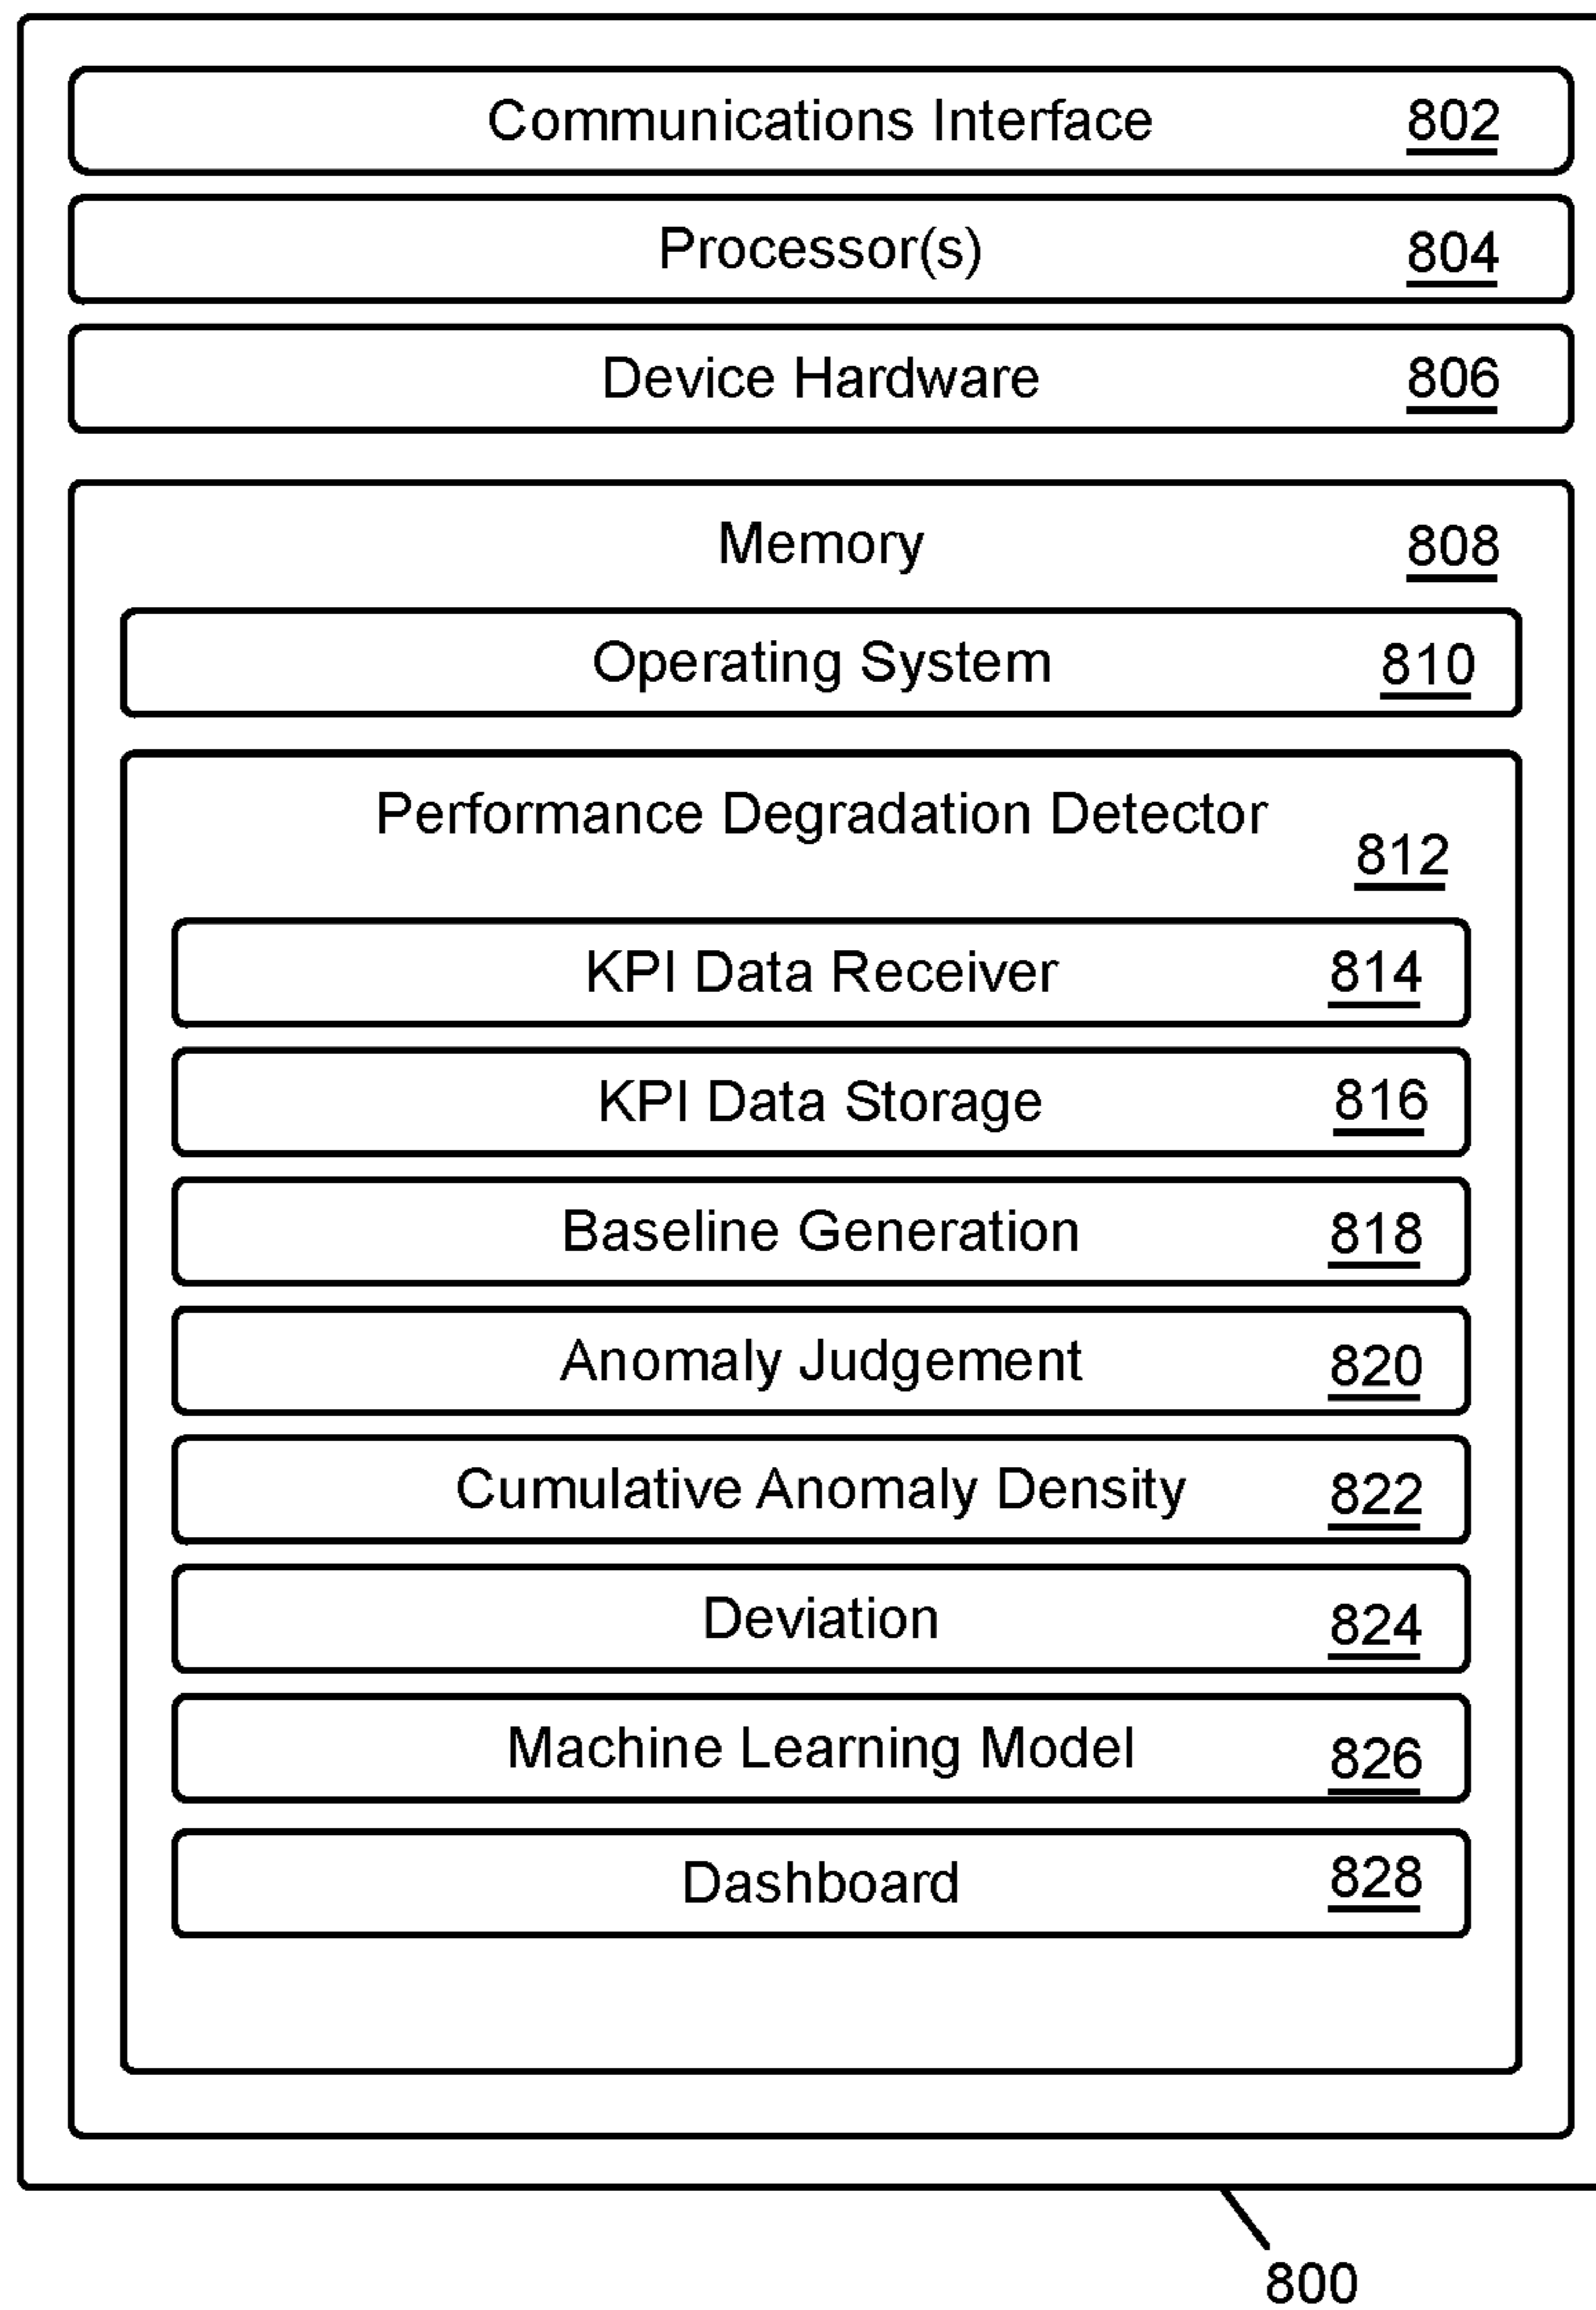 Communications Interface 802
Processor(s) 804
Device Hardware 806
Memory 808
Operating System 810
Performance Degradation Detector 812
KPI Data Receiver 814
KPI Data Storage 816
Baseline Generation 818
Anomaly Judgement 820
Cumulative Anomaly Density 822
Deviation 824
Machine Learning Model 826
Dashboard 828
800